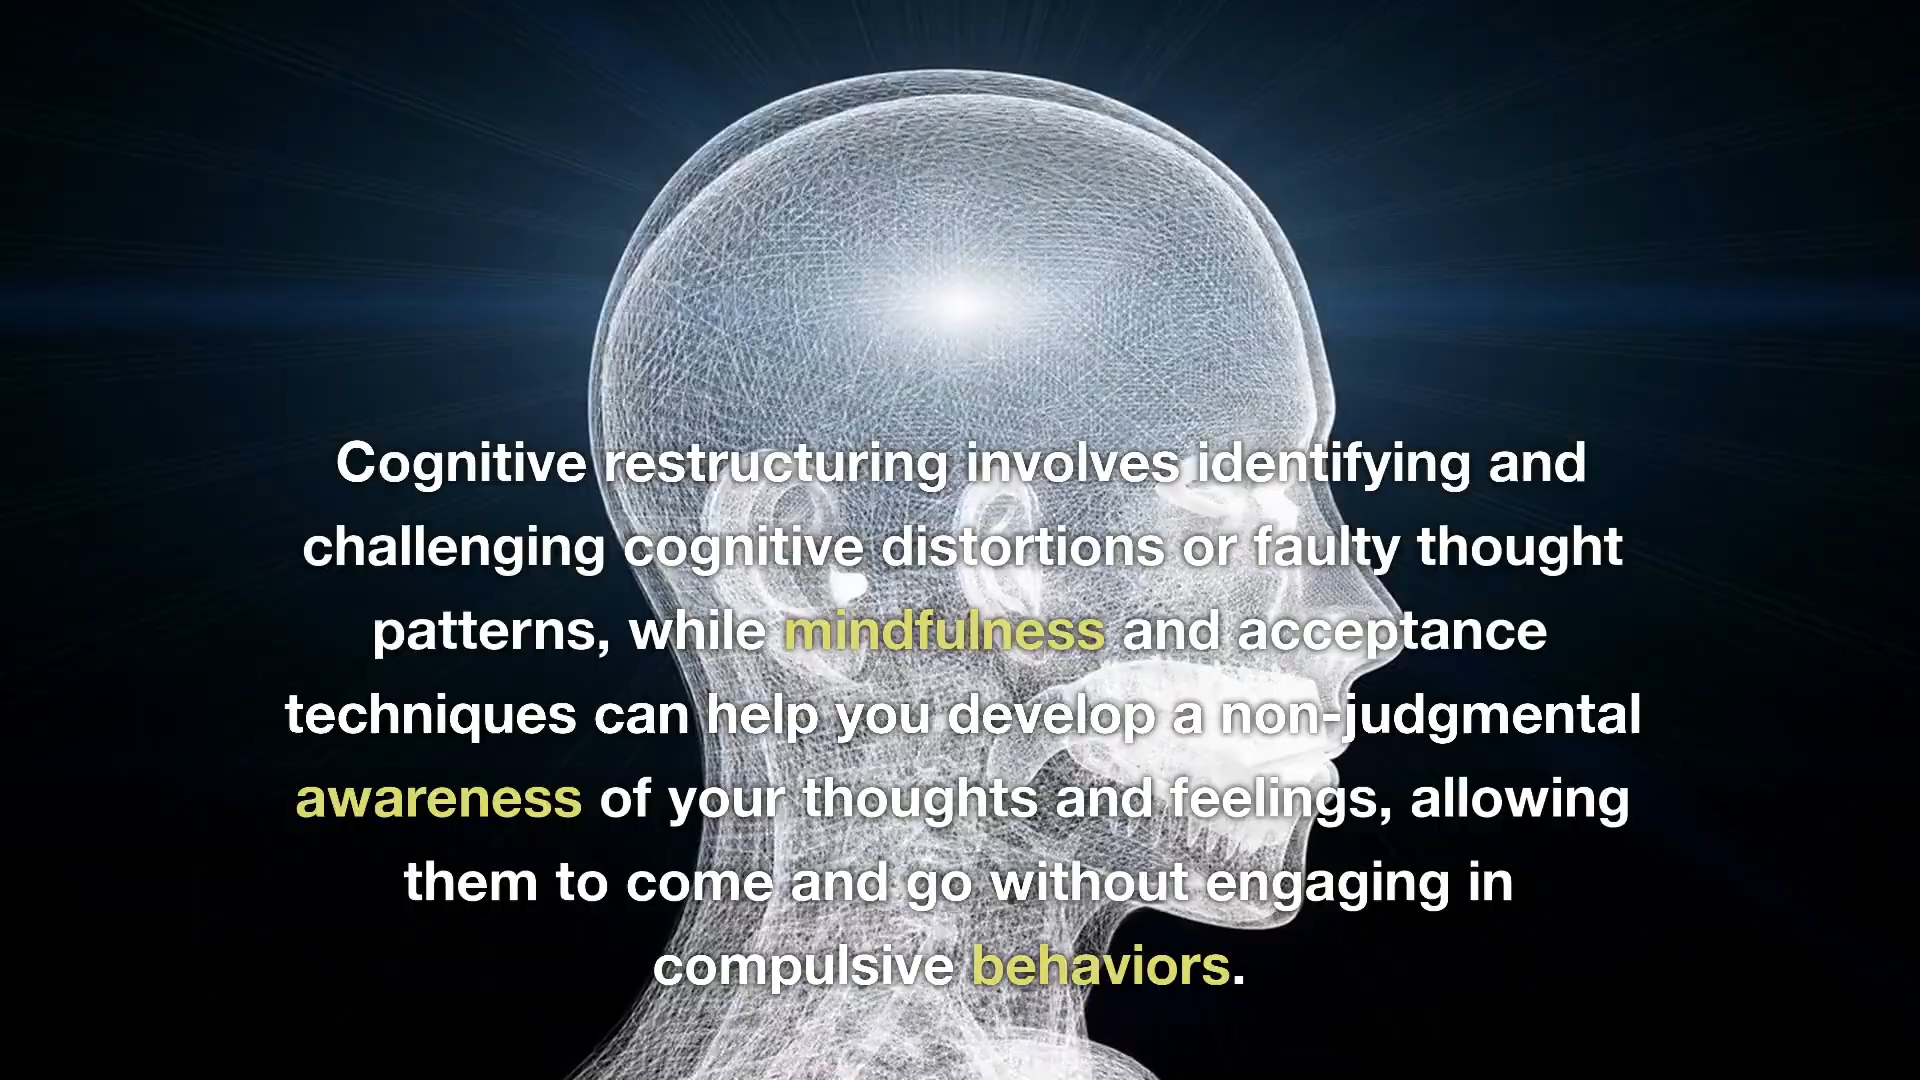 Cognitive restructuring involves identifying and
challenging cognitive distortions or faulty thought
patterns, while mindfulness and acceptance
techniques can help you develop a non-judgmental
awareness of your thoughts and feelings, allowing
them to come and go without engaging in
compulsive behaviors.